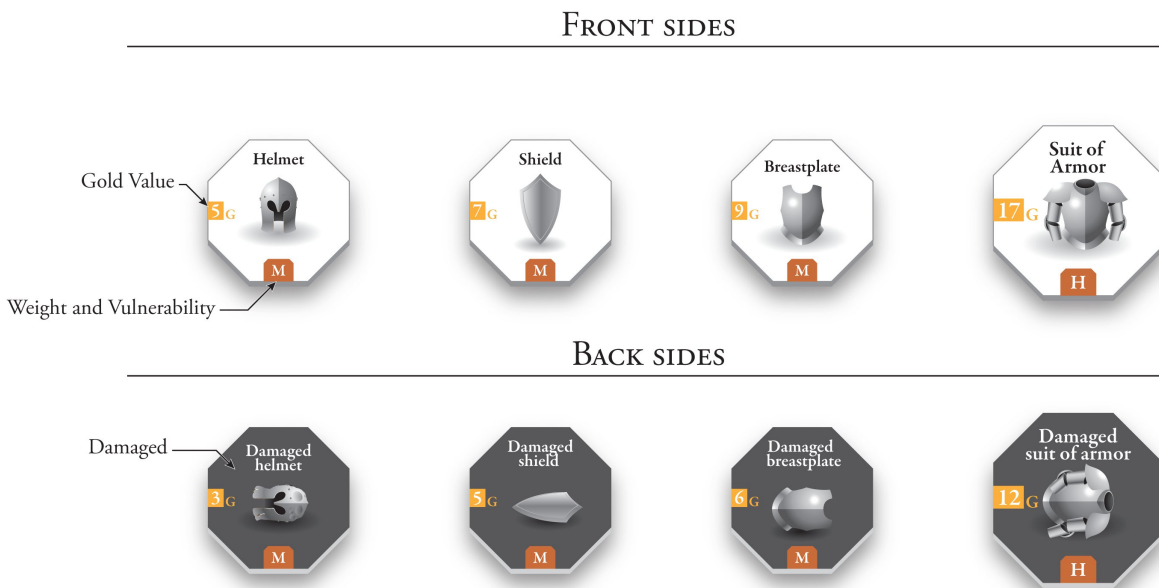 FRONT SIDES
Helmet
Shield
Breastplate
Suit of
Armor
Gold Value
5 G
7 G
9 G
17 G
M
M
M
H
Weight and Vulnerability
BACK SIDES
Damaged
Damaged
helmet
Damaged
shield
Damaged
breastplate
Damaged
suit of armor
3 G
5 G
6 G
12 G
M
M
M
H